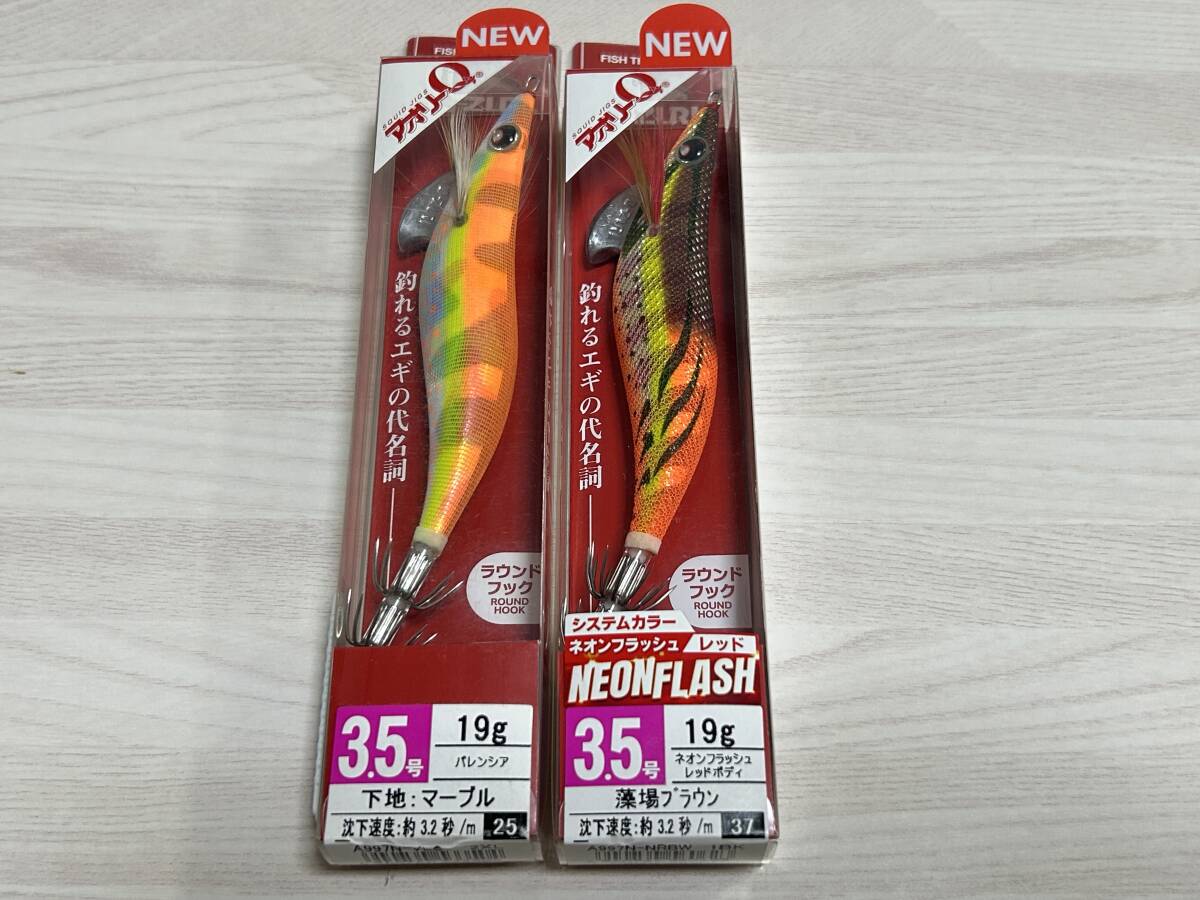 NEW
FISH
SQUID JIGS
アオリーQ®
釣れるエギの代名詞
ラウンド
フック
ROUND
HOOK
3.5号
19g
バレンシア
下地:マーブル
沈下速度:約3.2秒/m 25
NEW
FISH
SQUID JIGS
アオリーQ®
釣れるエギの代名詞
ラウンド
フック
ROUND
HOOK
システムカラー
ネオンフラッシュ レッド
NEONFLASH
3.5号
19g
ネオンフラッシュ
レッドボディ
藻場ブラウン
沈下速度:約3.2秒/m 37